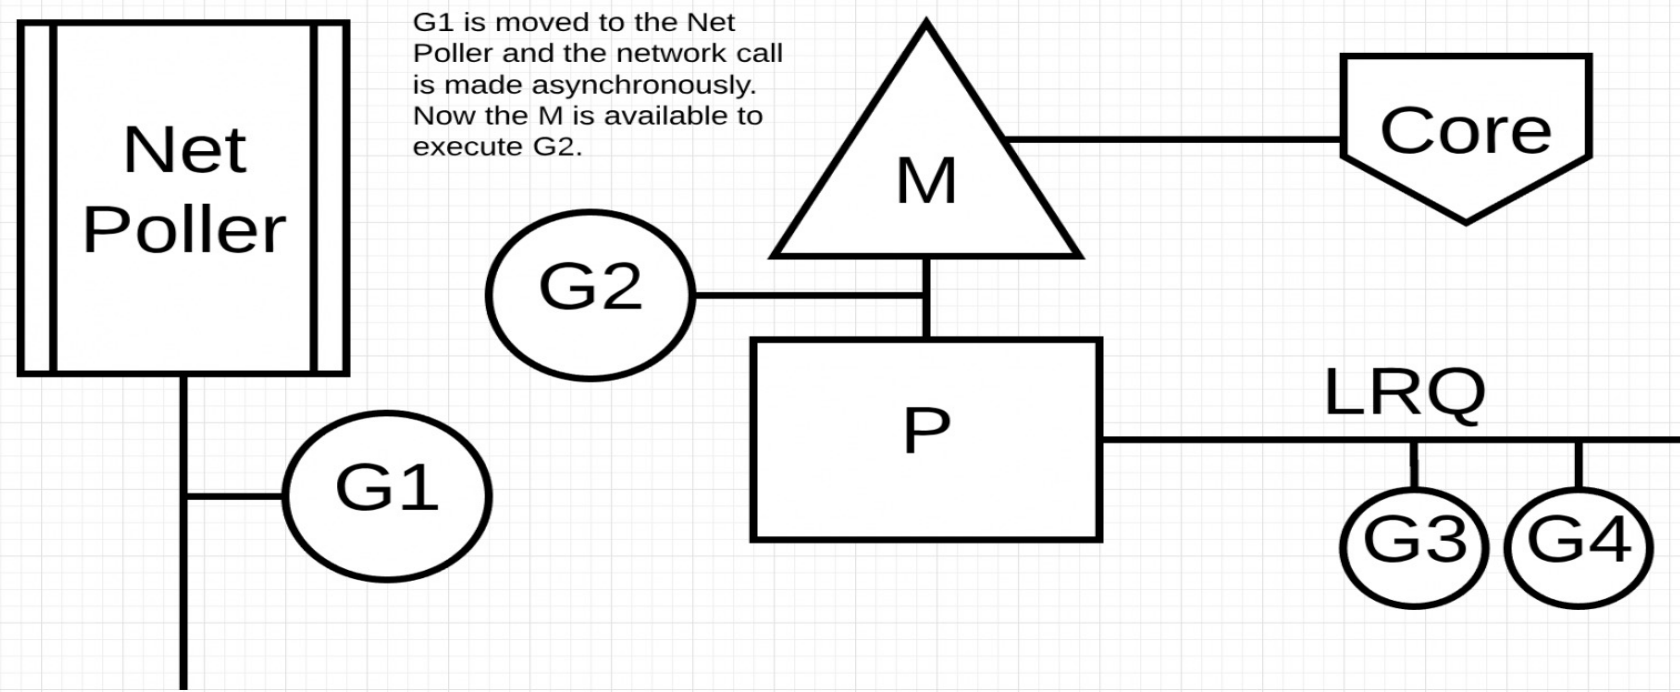 Net
Poller
G1 is moved to the Net
Poller and the network call
is made asynchronously.
Now the M is available to
execute G2.
M
Core
G2
G1
P
LRQ
G3
G4